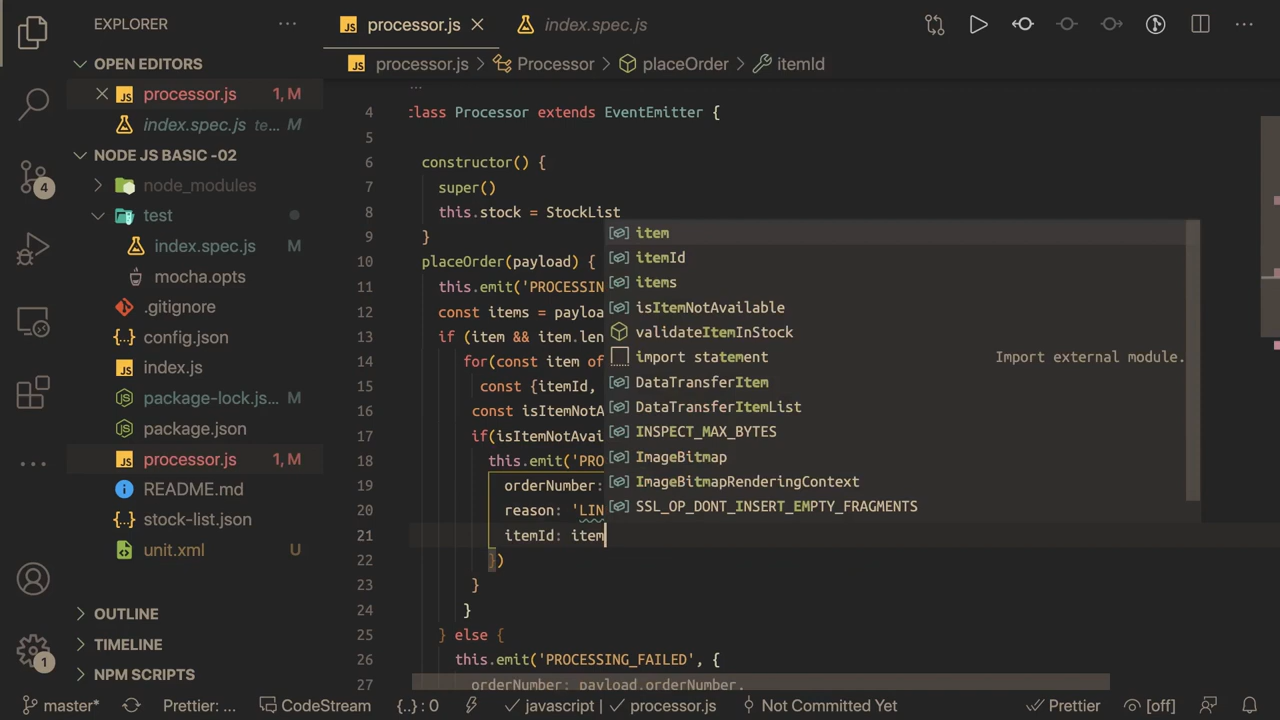 EXPLORER
OPEN EDITORS
processor.js 1, M
index.spec.js te... M
NODE JS BASIC -02
node_modules
test
index.spec.js M
mocha.opts
.gitignore
config.json
index.js
package-lock.js... M
package.json
processor.js 1, M
README.md
stock-list.json
unit.xml U
OUTLINE
TIMELINE
NPM SCRIPTS
4
1
processor.js index.spec.js
processor.js > Processor > placeOrder > itemId
4 class Processor extends EventEmitter {
5
6 constructor() {
7 super()
8 this.stock = StockList
9 }
10 placeOrder(payload) {
11 this.emit('PROCESSIN
12 const items = payloa
13 if (item && item.len
14 for(const item of
15 const {itemId,
16 const isItemNotA
17 if(isItemNotAvai
18 this.emit('PRO
19 orderNumber:
20 reason: 'LIN
21 itemId: item
22 })
23 }
24 }
25 } else {
26 this.emit('PROCESSING_FAILED', {
27 orderNumber: payload.orderNumber.
item
itemId
items
isItemNotAvailable
validateItemInStock
import statement Import external module.
DataTransferItem
DataTransferItemList
INSPECT_MAX_BYTES
ImageBitmap
ImageBitmapRenderingContext
SSL_OP_DONT_INSERT_EMPTY_FRAGMENTS
master* Prettier: ... CodeStream {..}: 0 javascript | processor.js Not Committed Yet Prettier [off]